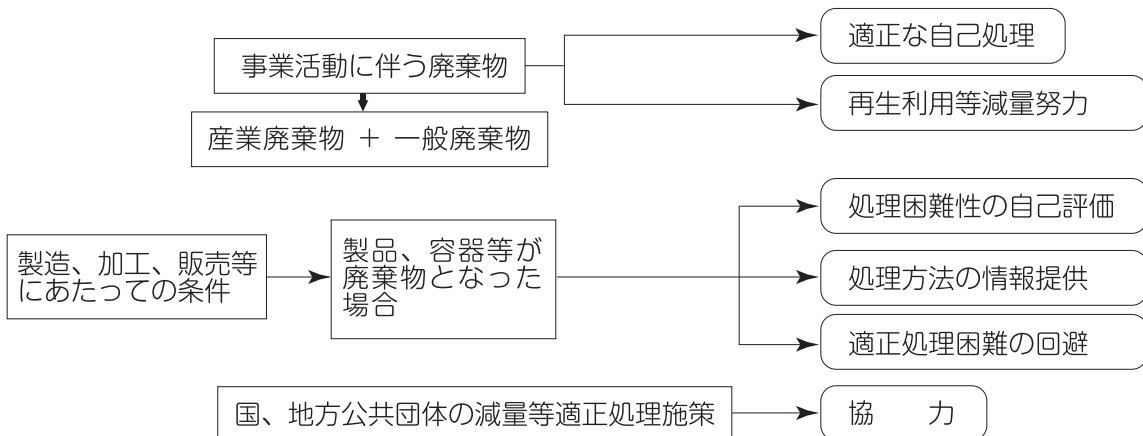 事業活動に伴う廃棄物
適正な自己処理
再生利用等減量努力
産業廃棄物 + 一般廃棄物
製造、加工、販売等
にあたっての条件
製品、容器等が
廃棄物となった
場合
処理困難性の自己評価
処理方法の情報提供
適正処理困難の回避
国、地方公共団体の減量等適正処理施策
協　力